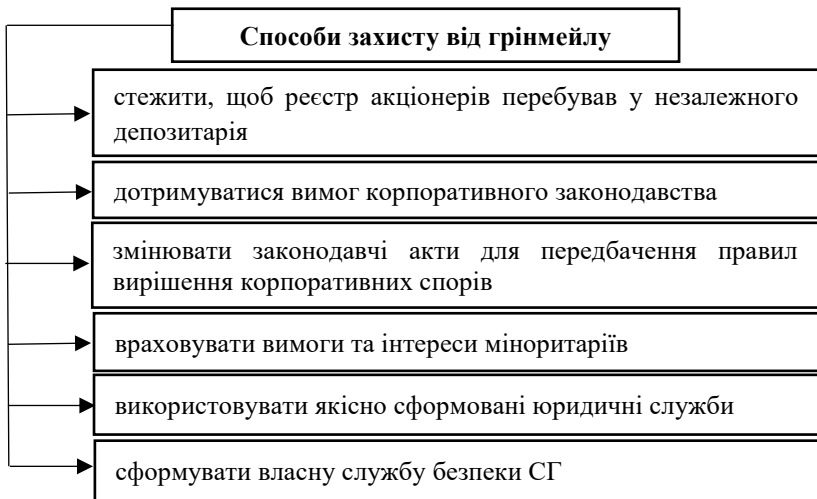 Способи захисту від грінмейлу
стежити, щоб реєстр акціонерів перебував у незалежного
депозитарія
дотримуватися вимог корпоративного законодавства
змінювати законодавчі акти для передбачення правил
вирішення корпоративних спорів
враховувати вимоги та інтереси міноритаріїв
використовувати якісно сформовані юридичні служби
сформувати власну службу безпеки СГ